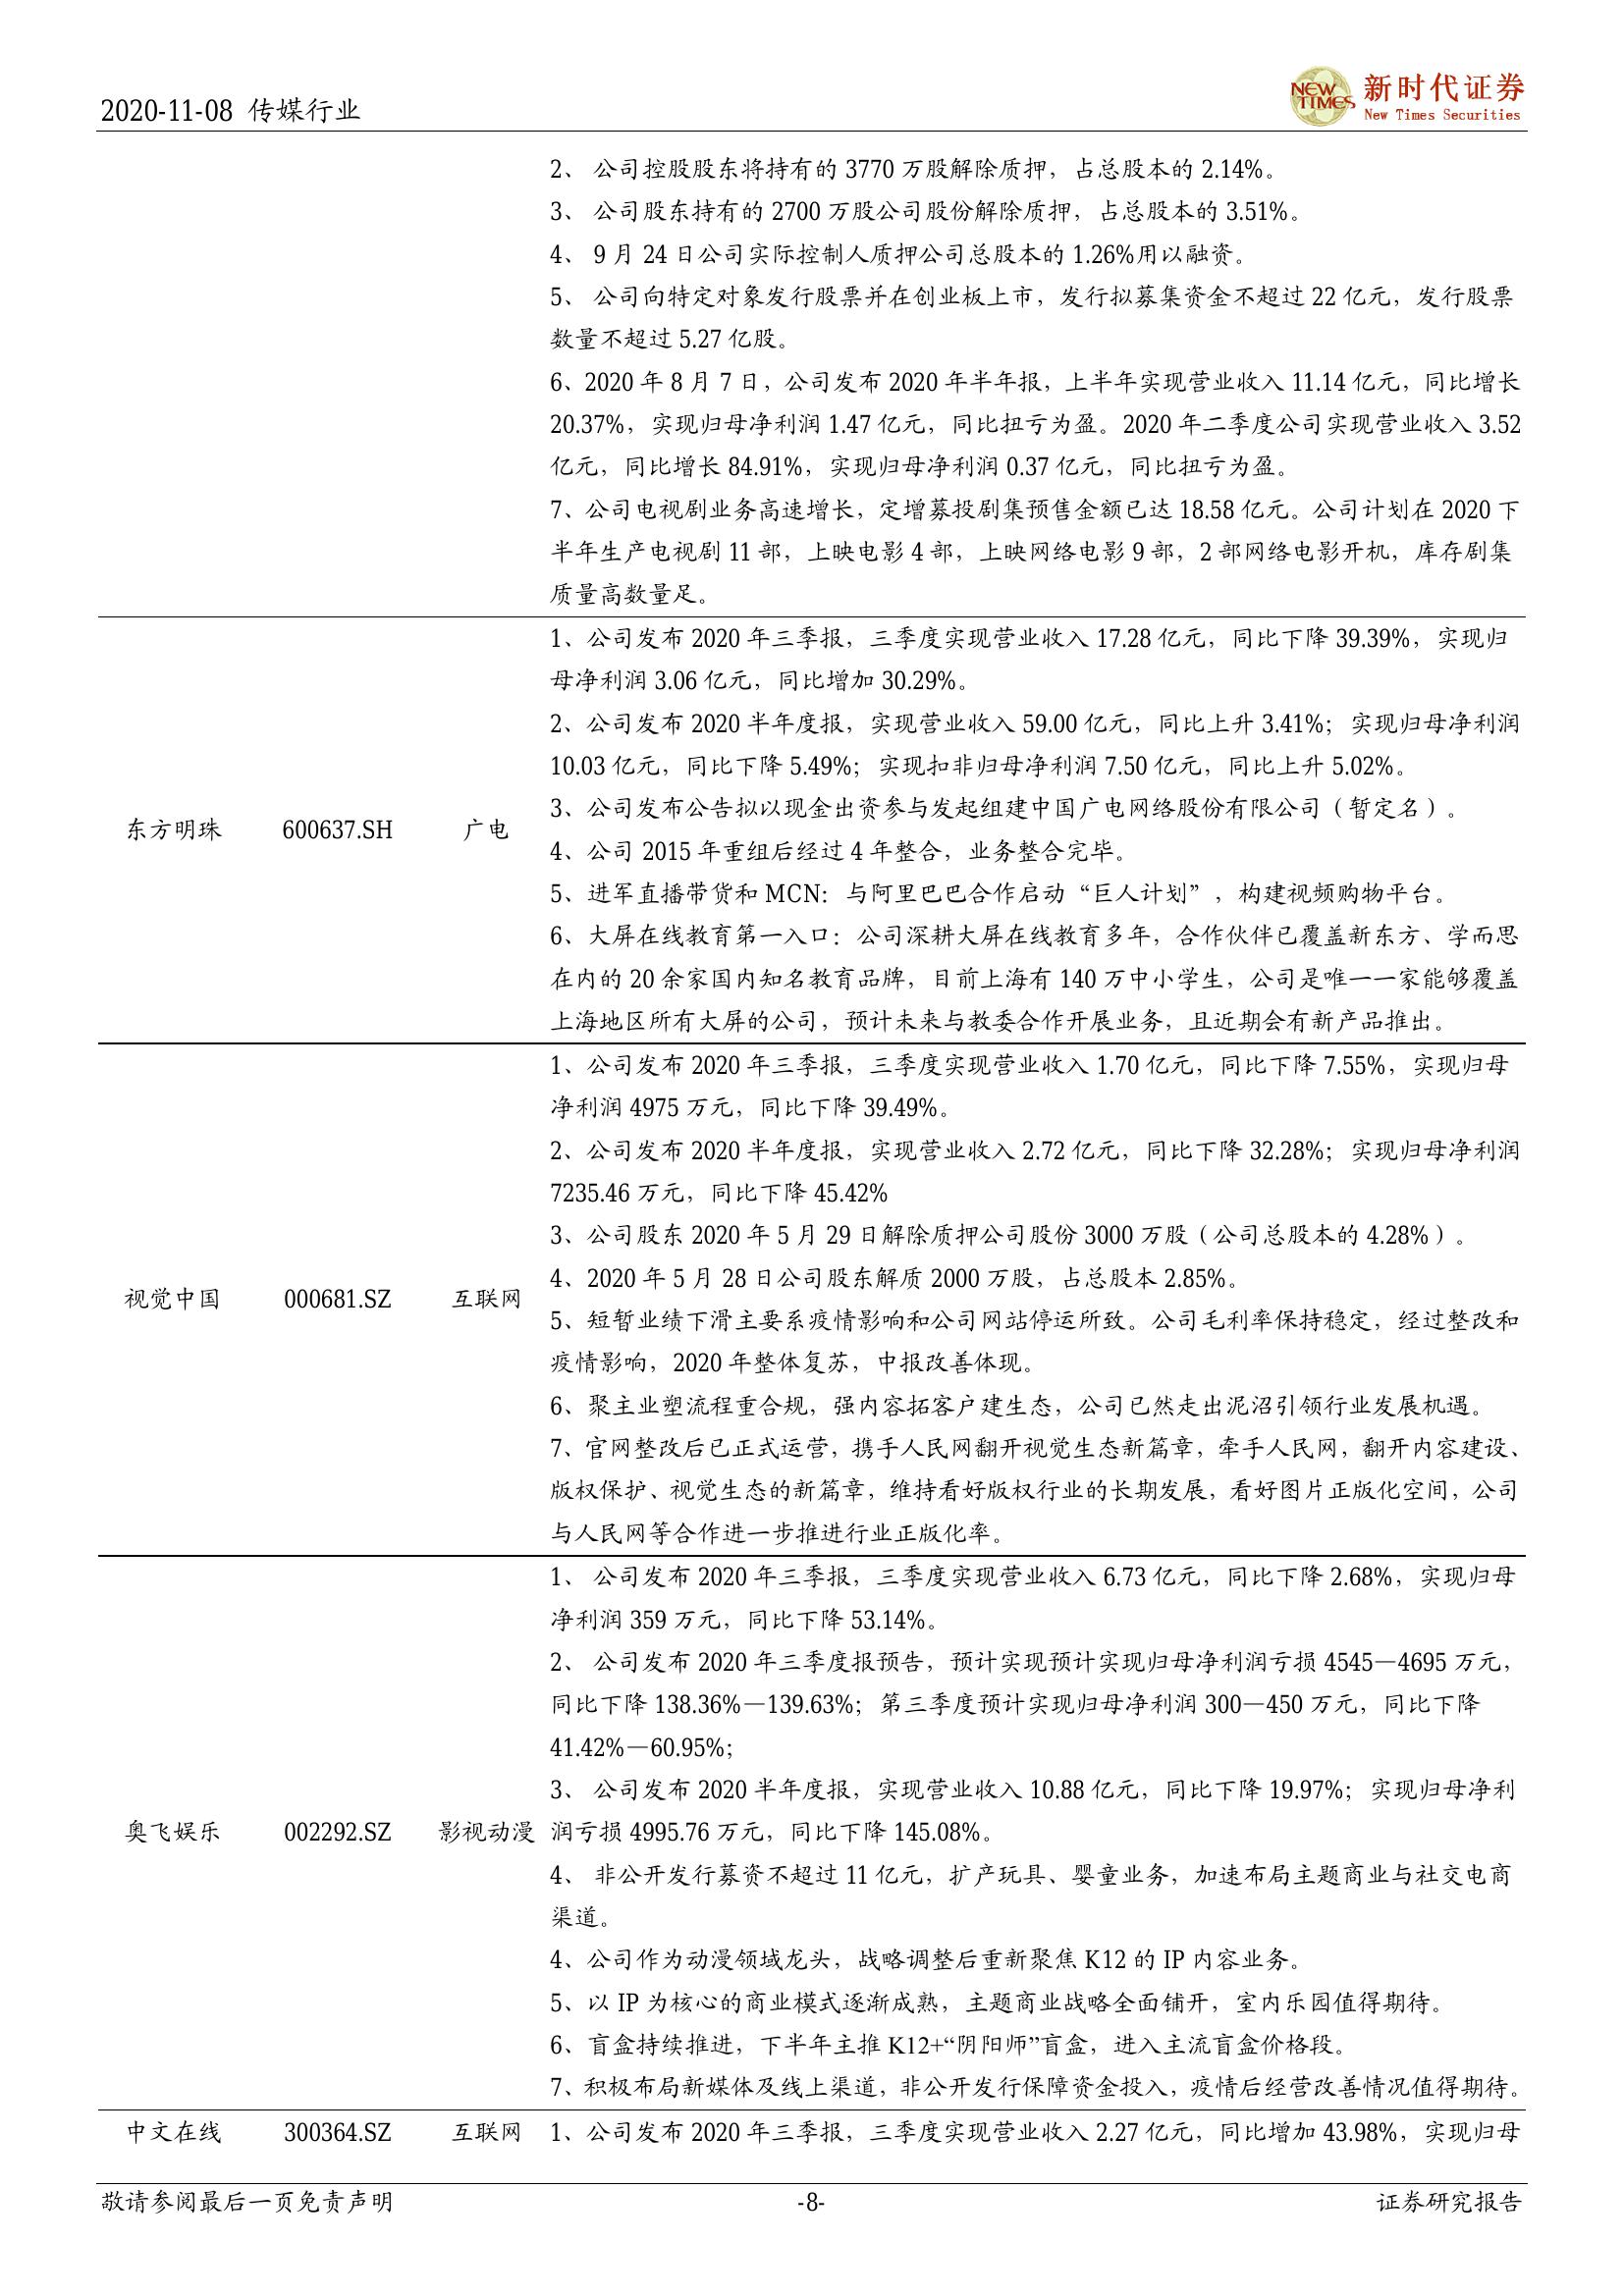 2020-11-08 传媒行业
NEW TIMES 新时代证券
New Times Securities
2、 公司控股股东将持有的 3770 万股解除质押，占总股本的 2.14%。
3、 公司股东持有的 2700 万股公司股份解除质押，占总股本的 3.51%。
4、 9 月 24 日公司实际控制人质押公司总股本的 1.26%用以融资。
5、 公司向特定对象发行股票并在创业板上市，发行拟募集资金不超过 22 亿元，发行股票
数量不超过 5.27 亿股。
6、2020 年 8 月 7 日，公司发布 2020 年半年报，上半年实现营业收入 11.14 亿元，同比增长
20.37%，实现归母净利润 1.47 亿元，同比扭亏为盈。2020 年二季度公司实现营业收入 3.52
亿元，同比增长 84.91%，实现归母净利润 0.37 亿元，同比扭亏为盈。
7、公司电视剧业务高速增长，定增募投剧集预售金额已达 18.58 亿元。公司计划在 2020 下
半年生产电视剧 11 部，上映电影 4 部，上映网络电影 9 部，2 部网络电影开机，库存剧集
质量高数量足。
东方明珠 600637.SH 广电
1、公司发布 2020 年三季报，三季度实现营业收入 17.28 亿元，同比下降 39.39%，实现归
母净利润 3.06 亿元，同比增加 30.29%。
2、公司发布 2020 半年度报，实现营业收入 59.00 亿元，同比上升 3.41%；实现归母净利润
10.03 亿元，同比下降 5.49%；实现扣非归母净利润 7.50 亿元，同比上升 5.02%。
3、公司发布公告拟以现金出资参与发起组建中国广电网络股份有限公司（暂定名）。
4、公司 2015 年重组后经过 4 年整合，业务整合完毕。
5、进军直播带货和 MCN：与阿里巴巴合作启动“巨人计划”，构建视频购物平台。
6、大屏在线教育第一入口：公司深耕大屏在线教育多年，合作伙伴已覆盖新东方、学而思
在内的 20 余家国内知名教育品牌，目前上海有 140 万中小学生，公司是唯一一家能够覆盖
上海地区所有大屏的公司，预计未来与教委合作开展业务，且近期会有新产品推出。
视觉中国 000681.SZ 互联网
1、公司发布 2020 年三季报，三季度实现营业收入 1.70 亿元，同比下降 7.55%，实现归母
净利润 4975 万元，同比下降 39.49%。
2、公司发布 2020 半年度报，实现营业收入 2.72 亿元，同比下降 32.28%；实现归母净利润
7235.46 万元，同比下降 45.42%
3、公司股东 2020 年 5 月 29 日解除质押公司股份 3000 万股（公司总股本的 4.28%）。
4、2020 年 5 月 28 日公司股东解质 2000 万股，占总股本 2.85%。
5、短暂业绩下滑主要系疫情影响和公司网站停运所致。公司毛利率保持稳定，经过整改和
疫情影响，2020 年整体复苏，中报改善体现。
6、聚主业塑流程重合规，强内容拓客户建生态，公司已然走出泥沼引领行业发展机遇。
7、官网整改后已正式运营，携手人民网翻开视觉生态新篇章，牵手人民网，翻开内容建设、
版权保护、视觉生态的新篇章，维持看好版权行业的长期发展，看好图片正版化空间，公司
与人民网等合作进一步推进行业正版化率。
奥飞娱乐 002292.SZ 影视动漫
1、 公司发布 2020 年三季报，三季度实现营业收入 6.73 亿元，同比下降 2.68%，实现归母
净利润 359 万元，同比下降 53.14%。
2、 公司发布 2020 年三季度报预告，预计实现预计实现归母净利润亏损 4545—4695 万元，
同比下降 138.36%—139.63%；第三季度预计实现归母净利润 300—450 万元，同比下降
41.42%—60.95%；
3、 公司发布 2020 半年度报，实现营业收入 10.88 亿元，同比下降 19.97%；实现归母净利
润亏损 4995.76 万元，同比下降 145.08%。
4、 非公开发行募资不超过 11 亿元，扩产玩具、婴童业务，加速布局主题商业与社交电商
渠道。
4、公司作为动漫领域龙头，战略调整后重新聚焦 K12 的 IP 内容业务。
5、以 IP 为核心的商业模式逐渐成熟，主题商业战略全面铺开，室内乐园值得期待。
6、盲盒持续推进，下半年主推 K12+“阴阳师”盲盒，进入主流盲盒价格段。
7、积极布局新媒体及线上渠道，非公开发行保障资金投入，疫情后经营改善情况值得期待。
中文在线 300364.SZ 互联网 1、公司发布 2020 年三季报，三季度实现营业收入 2.27 亿元，同比增加 43.98%，实现归母
敬请参阅最后一页免责声明 -8- 证券研究报告